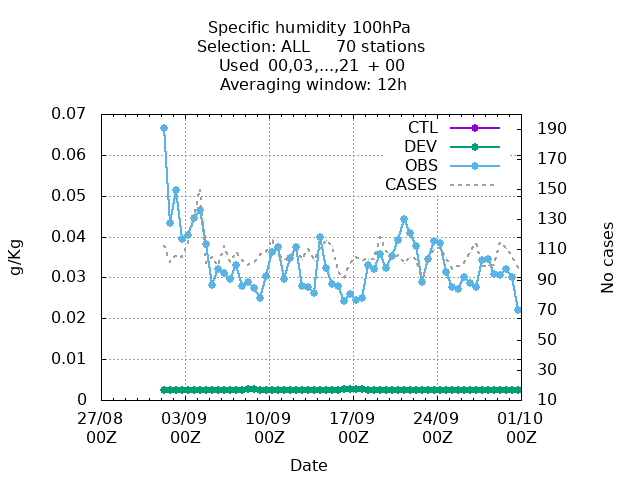 Specific humidity 100hPa
Selection: ALL 70 stations
Used 00,03,...,21 + 00
Averaging window: 12h
0.07
0.06
0.05
0.04
0.03
0.02
0.01
0
g/Kg
CTL
DEV
OBS
CASES
190
170
150
130
110
90
70
50
30
10
No cases
27/08 03/09 10/09 17/09 24/09 01/10
00Z 00Z 00Z 00Z 00Z 00Z
Date